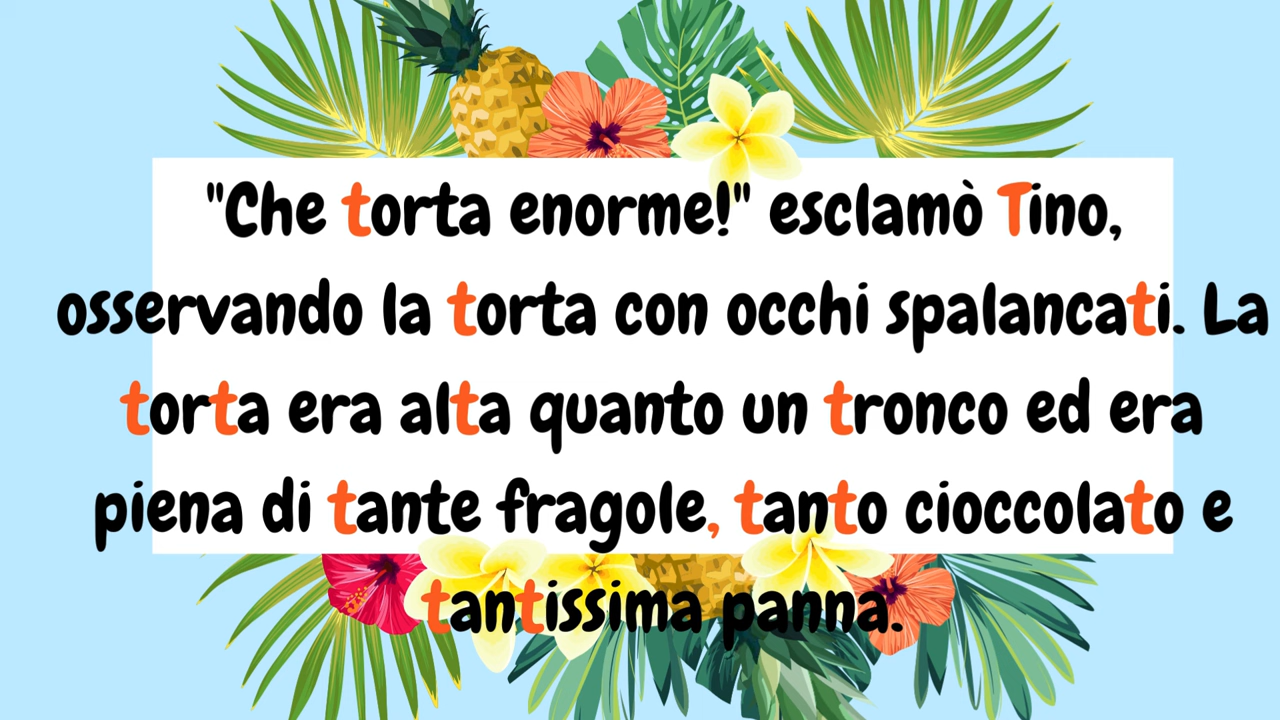 "Che torta enorme!" esclamò Tino,
osservando la torta con occhi spalancati. La
torta era alta quanto un tronco ed era
piena di tante fragole, tanto cioccolato e
tantissima panna.